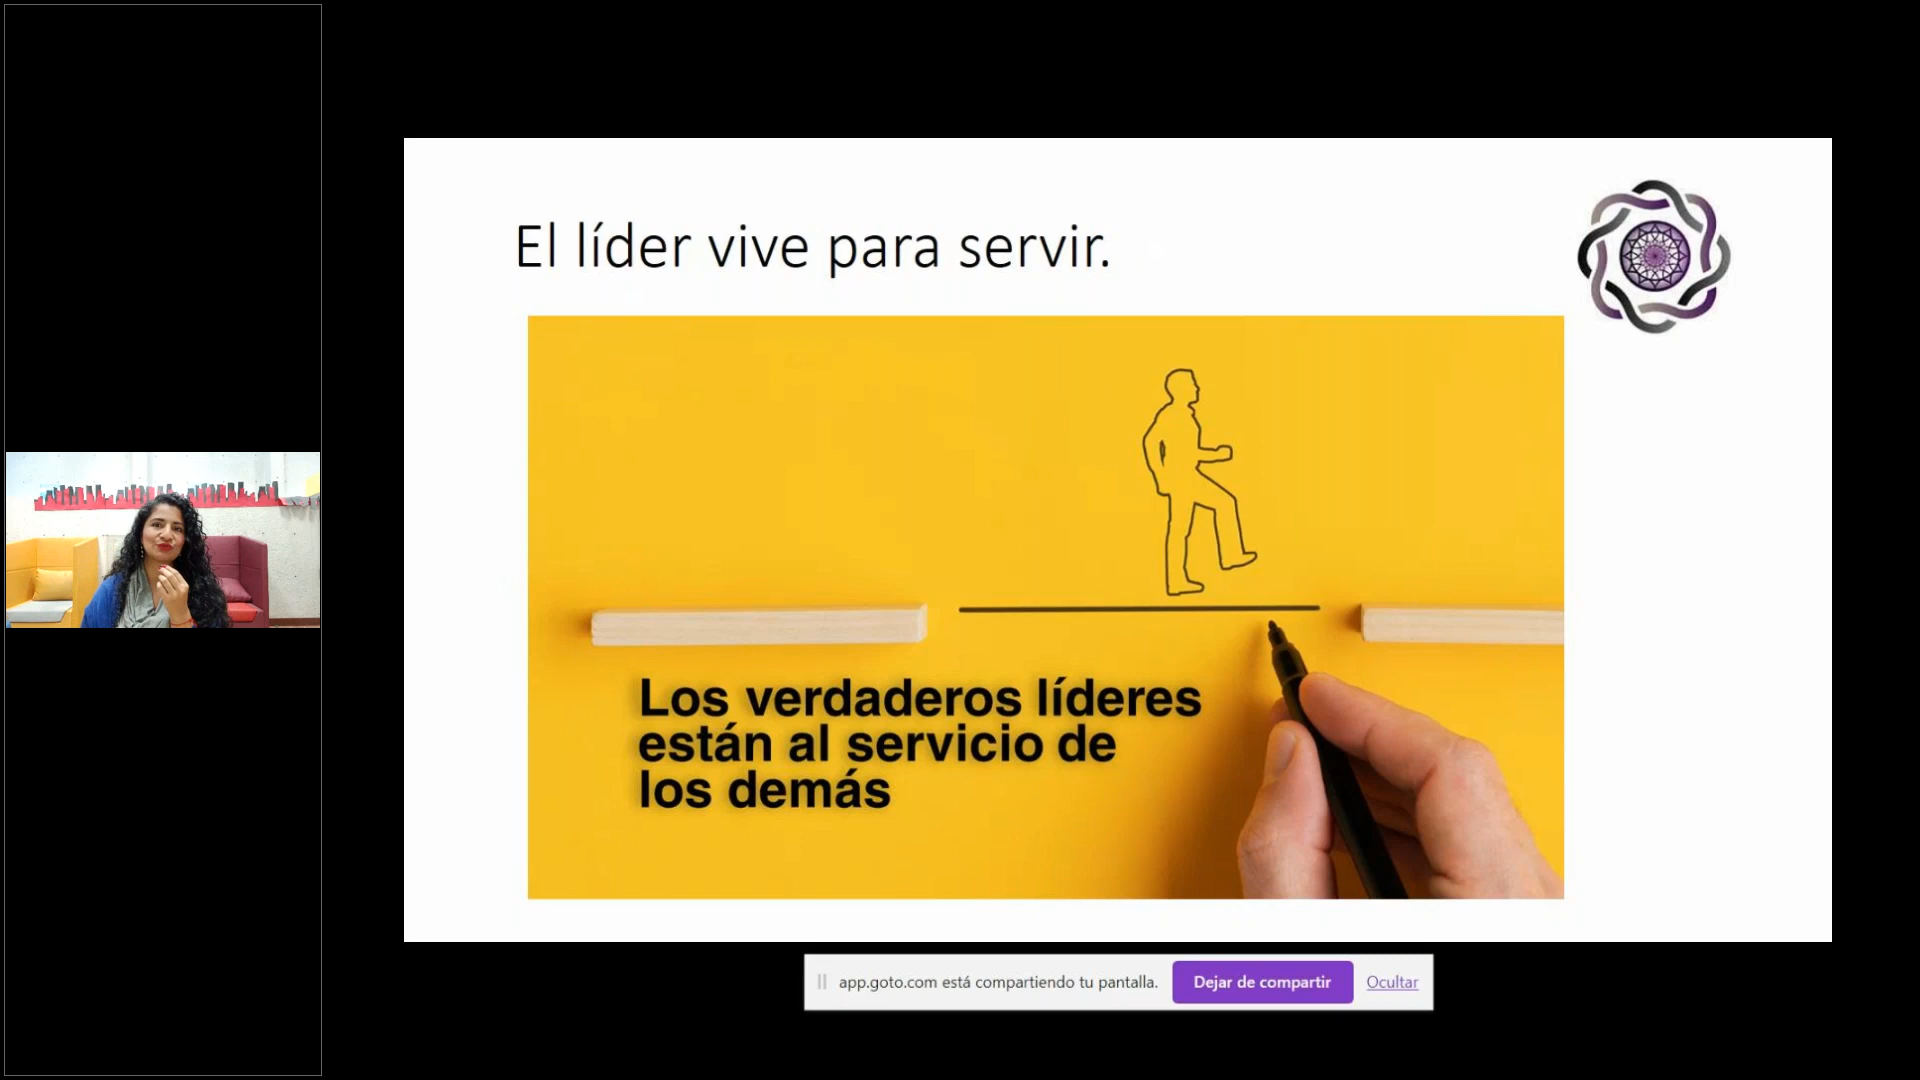 El líder vive para servir.
Los verdaderos líderes
están al servicio de
los demás
app.goto.com está compartiendo tu pantalla. Dejar de compartir Ocultar